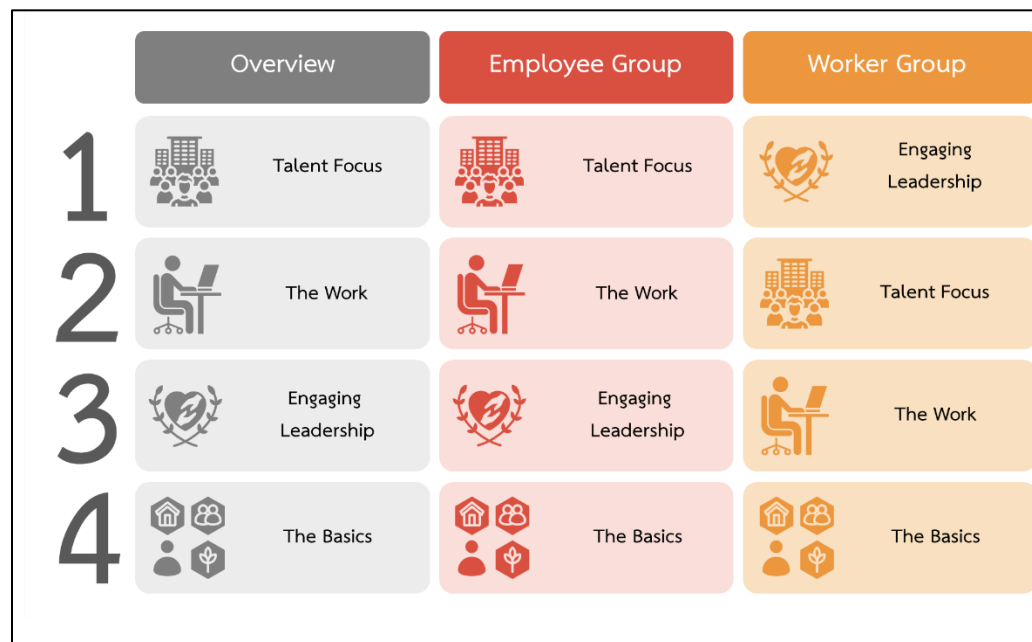 Overview
Employee Group
Worker Group
1
Talent Focus
Talent Focus
Engaging
Leadership
2
The Work
The Work
Talent Focus
3
Engaging
Leadership
Engaging
Leadership
The Work
4
The Basics
The Basics
The Basics